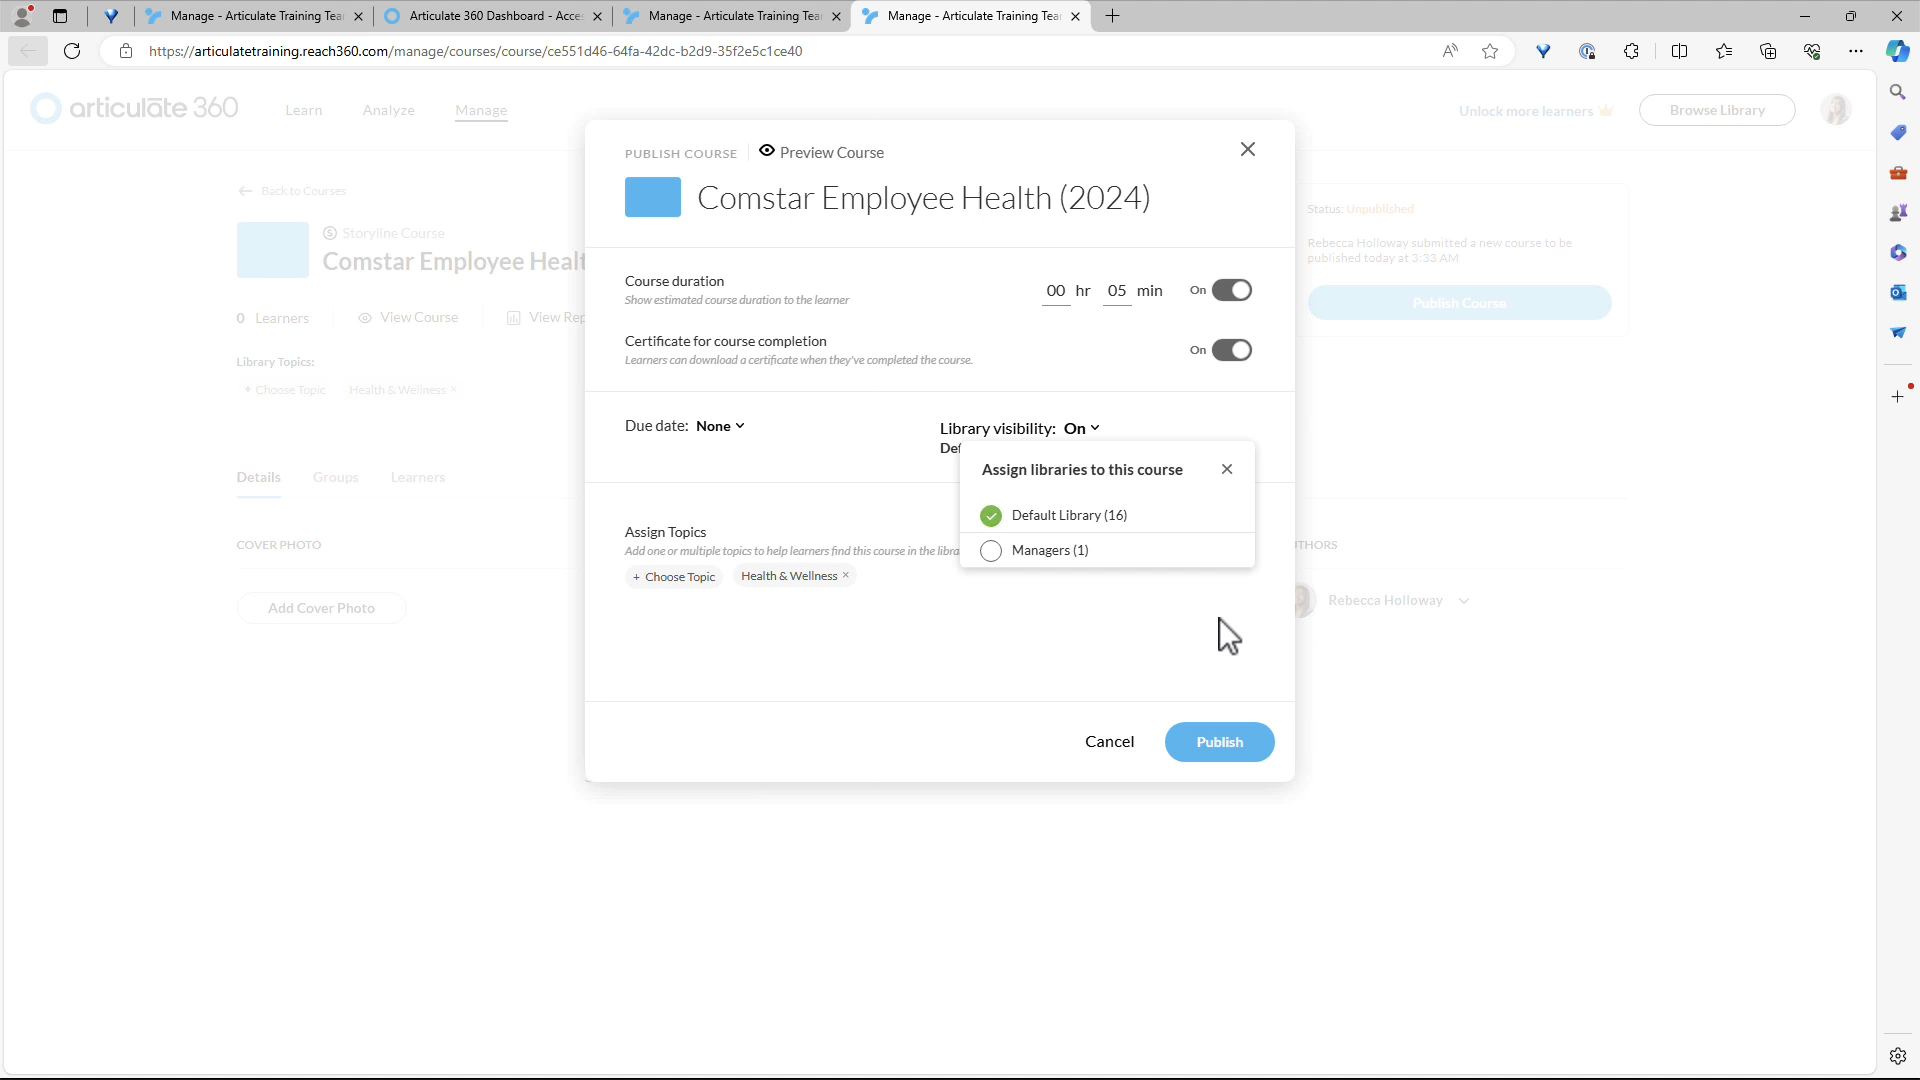 Manage - Articulate Training Tea
Articulate 360 Dashboard - Acces
Manage - Articulate Training Tea
Manage - Articulate Training Tea
https://articulatetraining.reach360.com/manage/courses/course/ce551d46-64fa-42dc-b2d9-35f2e5c1ce40
articulate 360
Learn
Analyze
Manage
Unlock more learners
Browse Library
PUBLISH COURSE
Preview Course
Comstar Employee Health (2024)
Back to Courses
Storyline Course
Comstar Employee Healt
Status: Unpublished
Rebecca Holloway submitted a new course to be
published today at 3:33 AM
Publish Course
Course duration
Show estimated course duration to the learner
00 hr 05 min
On
0 Learners
View Course
View Rep
Certificate for course completion
Learners can download a certificate when they've completed the course.
On
Library Topics:
+ Choose Topic
Health & Wellness ×
Due date: None
Library visibility: On
Def
Assign libraries to this course
Default Library (16)
Managers (1)
Details
Groups
Learners
Assign Topics
Add one or multiple topics to help learners find this course in the libra
+ Choose Topic
Health & Wellness ×
COVER PHOTO
THORS
Add Cover Photo
Rebecca Holloway
Cancel
Publish